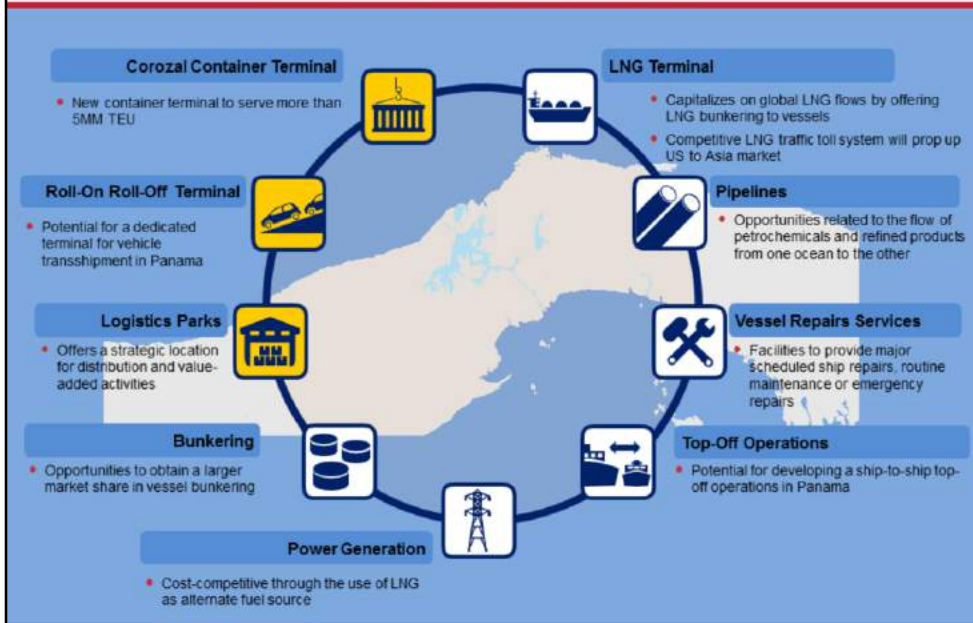 Corozal Container Terminal
• New container terminal to serve more than
5MM TEU
Roll-On Roll-Off Terminal
• Potential for a dedicated
terminal for vehicle
transshipment in Panama
Logistics Parks
• Offers a strategic location
for distribution and value-
added activities
Bunkering
• Opportunities to obtain a larger
market share in vessel bunkering
Power Generation
• Cost-competitive through the use of LNG
as alternate fuel source
LNG Terminal
• Capitalizes on global LNG flows by offering
LNG bunkering to vessels
• Competitive LNG traffic toll system will prop up
US to Asia market
Pipelines
• Opportunities related to the flow of
petrochemicals and refined products
from one ocean to the other
Vessel Repairs Services
• Facilities to provide major
scheduled ship repairs, routine
maintenance or emergency
repairs
Top-Off Operations
• Potential for developing a ship-to-ship top-
off operations in Panama